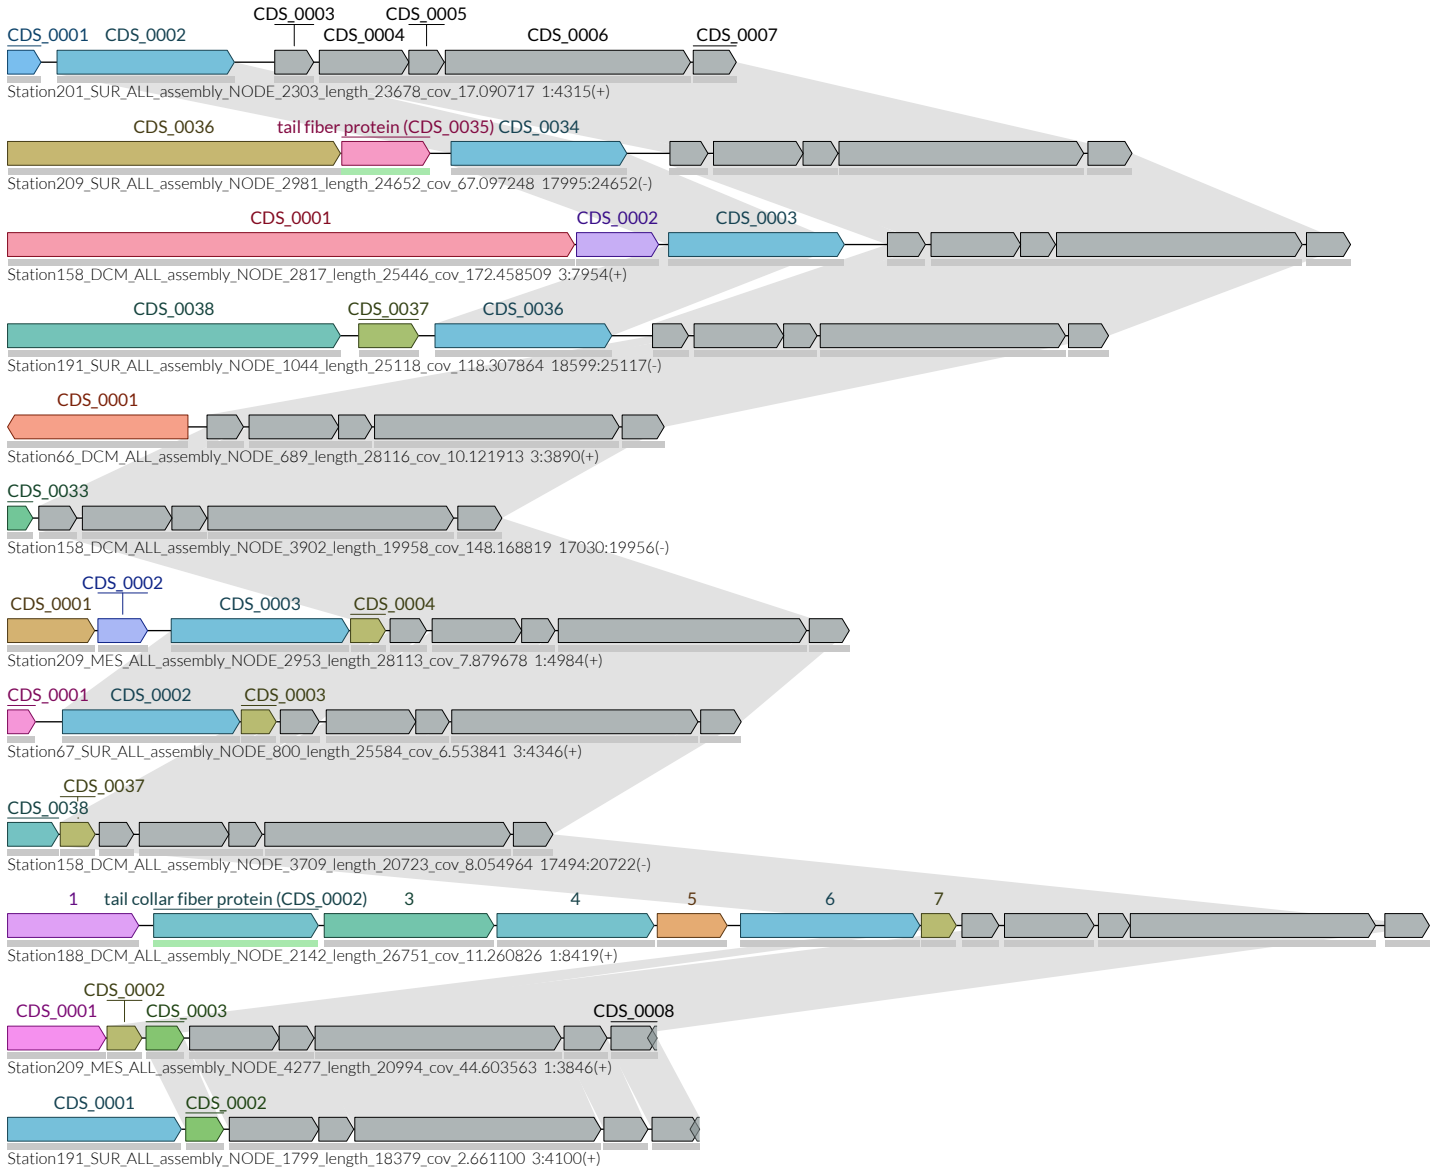 CDS_0003 CDS_0005
CDS_0001 CDS_0002 CDS_0004 CDS_0006 CDS_0007
Station201_SUR_ALL_assembly_NODE_2303_length_23678_cov_17.090717 1:4315(+)
CDS_0036 tail fiber protein (CDS_0035) CDS_0034
Station209_SUR_ALL_assembly_NODE_2981_length_24652_cov_67.097248 17995:24652(-)
CDS_0001 CDS_0002 CDS_0003
Station158_DCM_ALL_assembly_NODE_2817_length_25446_cov_172.458509 3:7954(+)
CDS_0038 CDS_0037 CDS_0036
Station191_SUR_ALL_assembly_NODE_1044_length_25118_cov_118.307864 18599:25117(-)
CDS_0001
Station66_DCM_ALL_assembly_NODE_689_length_28116_cov_10.121913 3:3890(+)
CDS_0033
Station158_DCM_ALL_assembly_NODE_3902_length_19958_cov_148.168819 17030:19956(-)
CDS_0002
CDS_0001 CDS_0003 CDS_0004
Station209_MES_ALL_assembly_NODE_2953_length_28113_cov_7.879678 1:4984(+)
CDS_0001 CDS_0002 CDS_0003
Station67_SUR_ALL_assembly_NODE_800_length_25584_cov_6.553841 3:4346(+)
CDS_0037
CDS_0038
Station158_DCM_ALL_assembly_NODE_3709_length_20723_cov_8.054964 17494:20722(-)
1 tail collar fiber protein (CDS_0002) 3 4 5 6 7
Station188_DCM_ALL_assembly_NODE_2142_length_26751_cov_11.260826 1:8419(+)
CDS_0002
CDS_0001 CDS_0003 CDS_0008
Station209_MES_ALL_assembly_NODE_4277_length_20994_cov_44.603563 1:3846(+)
CDS_0001 CDS_0002
Station191_SUR_ALL_assembly_NODE_1799_length_18379_cov_2.661100 3:4100(+)